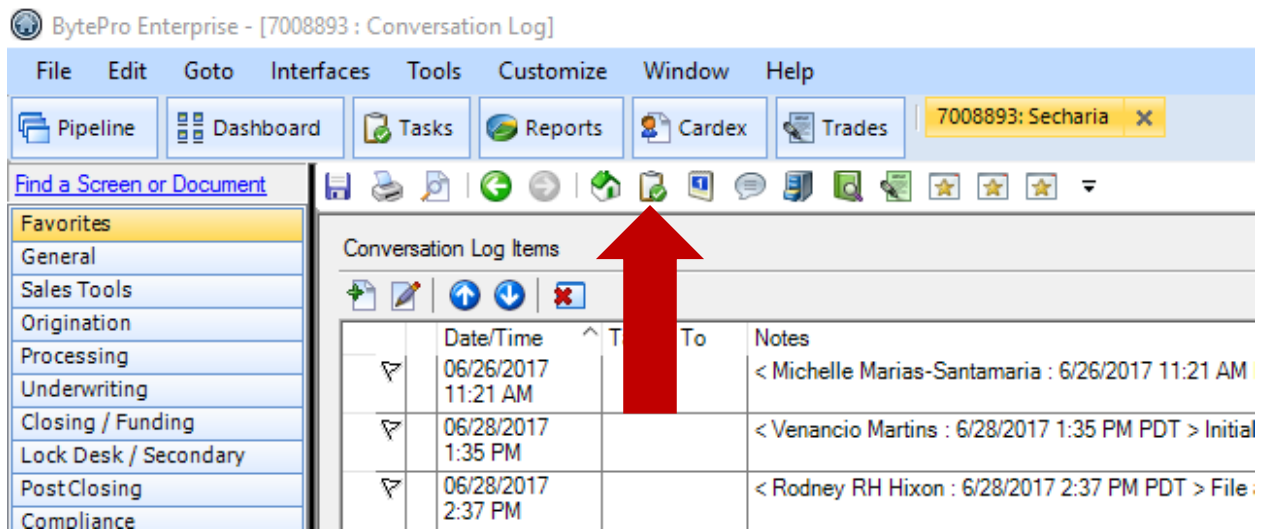 BytePro Enterprise - [7008893 : Conversation Log]
File Edit Goto Interfaces Tools Customize Window Help
Pipeline Dashboard Tasks Reports Cardex Trades 7008893: Secharia
Find a Screen or Document
Favorites
General
Sales Tools
Origination
Processing
Underwriting
Closing / Funding
Lock Desk / Secondary
PostClosing
Compliance
Conversation Log Items
Date/Time To Notes
06/26/2017 < Michelle Marias-Santamaria : 6/26/2017 11:21 AM
11:21 AM
06/28/2017 < Venancio Martins : 6/28/2017 1:35 PM PDT > Initial
1:35 PM
06/28/2017 < Rodney RH Hixon : 6/28/2017 2:37 PM PDT > File
2:37 PM